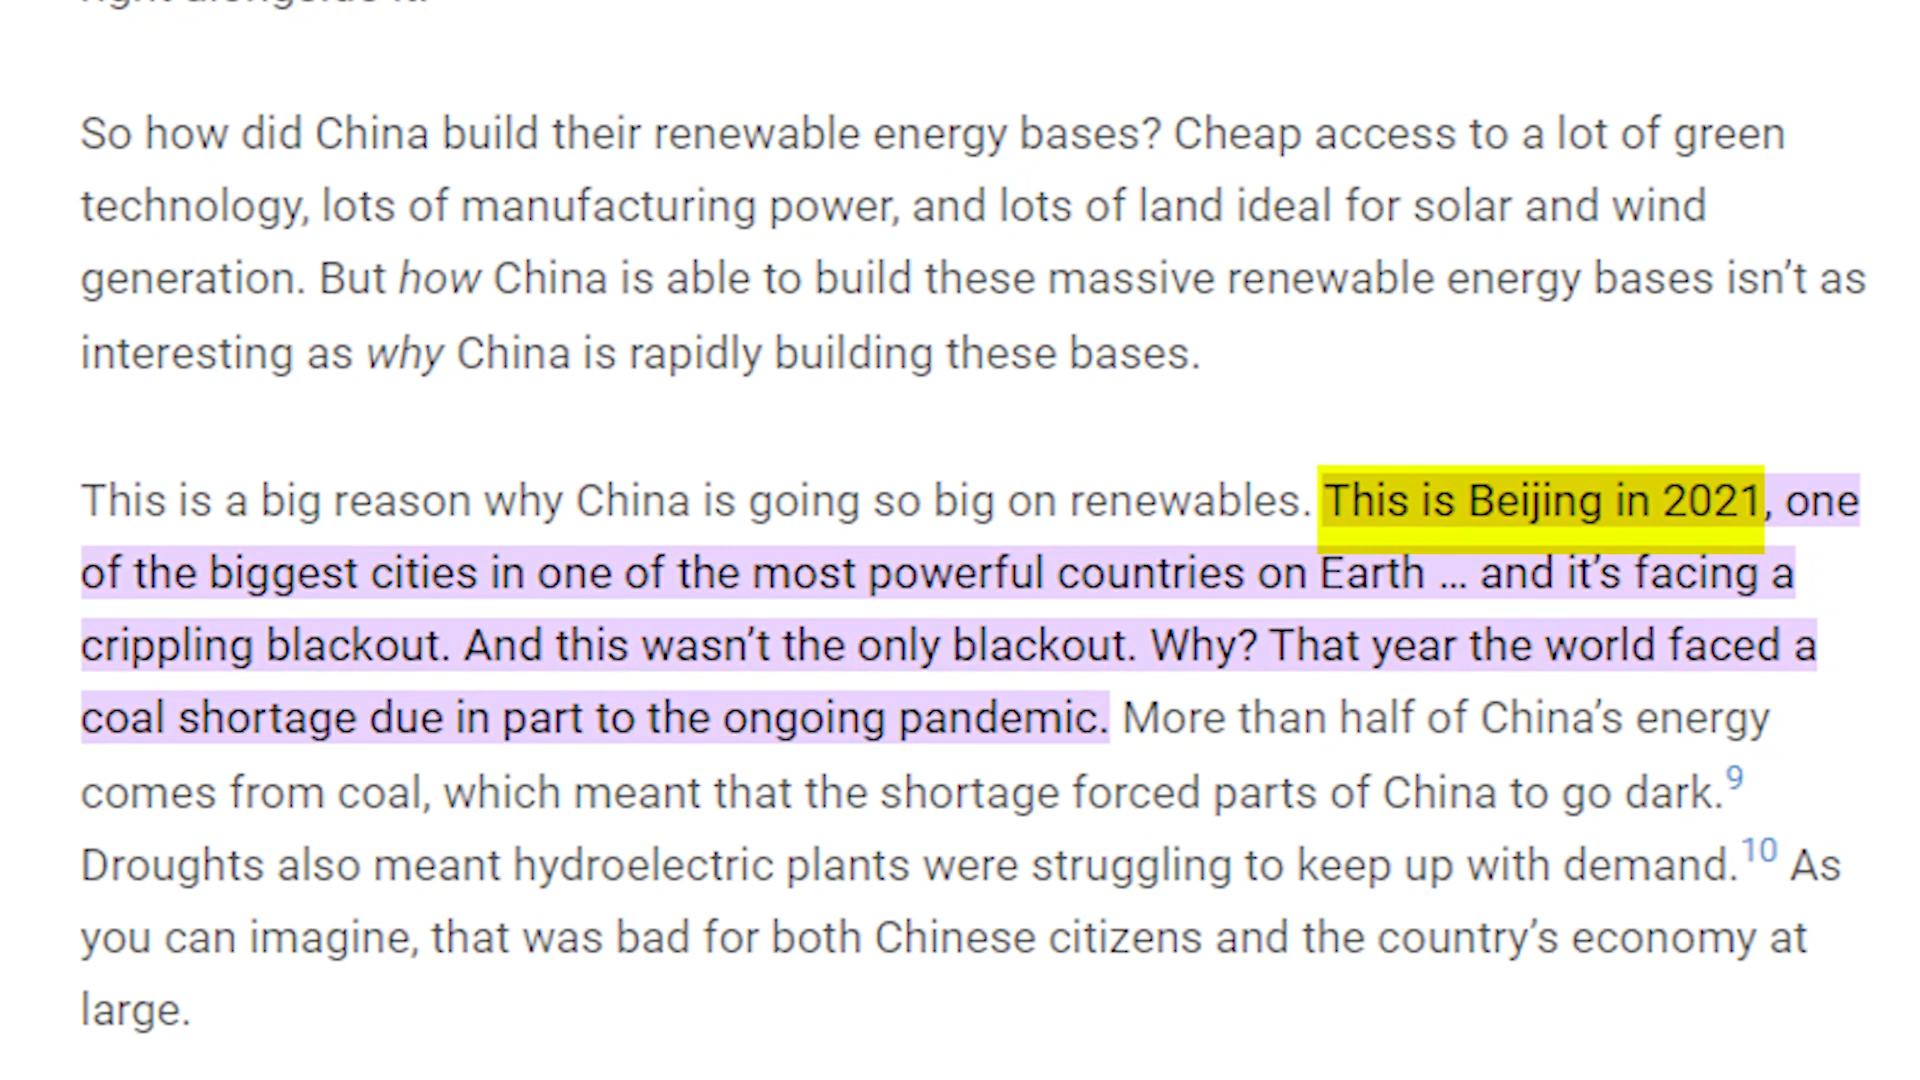 So how did China build their renewable energy bases? Cheap access to a lot of green
technology, lots of manufacturing power, and lots of land ideal for solar and wind
generation. But how China is able to build these massive renewable energy bases isn’t as
interesting as why China is rapidly building these bases.
This is a big reason why China is going so big on renewables. This is Beijing in 2021, one
of the biggest cities in one of the most powerful countries on Earth … and it’s facing a
crippling blackout. And this wasn’t the only blackout. Why? That year the world faced a
coal shortage due in part to the ongoing pandemic. More than half of China’s energy
comes from coal, which meant that the shortage forced parts of China to go dark.9
Droughts also meant hydroelectric plants were struggling to keep up with demand.10 As
you can imagine, that was bad for both Chinese citizens and the country’s economy at
large.